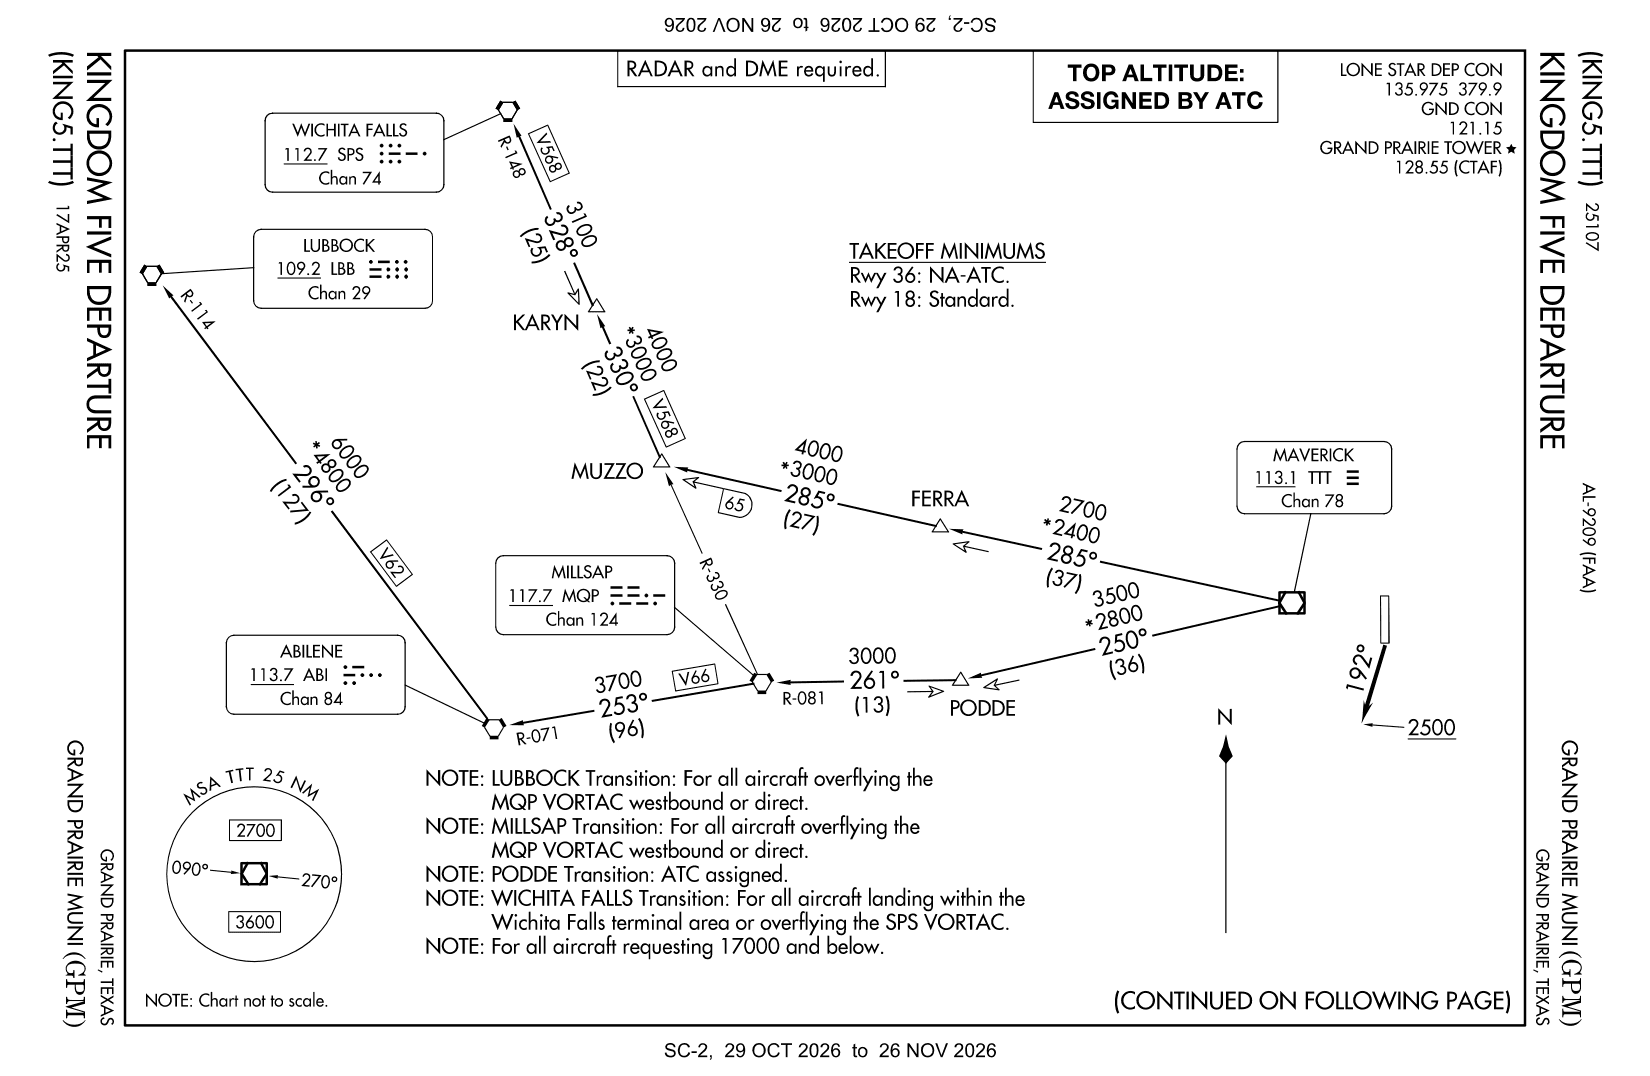 SC-2, 29 OCT 2026 to 26 NOV 2026
(KING5.TTT) 17APR25
KINGDOM FIVE DEPARTURE
GRAND PRAIRIE MUNI (GPM)
GRAND PRAIRIE, TEXAS
RADAR and DME required.
TOP ALTITUDE:
ASSIGNED BY ATC
LONE STAR DEP CON
135.975 379.9
GND CON
121.15
GRAND PRAIRIE TOWER ★
128.55 (CTAF)
(KING5.TTT) 25107
KINGDOM FIVE DEPARTURE
AL-9209 (FAA)
GRAND PRAIRIE MUNI (GPM)
GRAND PRAIRIE, TEXAS
WICHITA FALLS
112.7 SPS
Chan 74
R-148
V568
3100
328°
(25)
LUBBOCK
109.2 LBB
Chan 29
R-114
KARYN
4000
*3000
330°
(22)
V568
TAKEOFF MINIMUMS
Rwy 36: NA-ATC.
Rwy 18: Standard.
6000
*4800
296°
(127)
V62
MUZZO
65
4000
*3000
285°
(27)
FERRA
2700
*2400
285°
(37)
MAVERICK
113.1 TTT
Chan 78
R-330
MILLSAP
117.7 MQP
Chan 124
3500
*2800
250°
(36)
ABILENE
113.7 ABI
Chan 84
R-071
3700
253°
(96)
V66
R-081
3000
261°
(13)
PODDE
192°
2500
N
MSA TTT 25 NM
2700
090°
270°
3600
NOTE: LUBBOCK Transition: For all aircraft overflying the
MQP VORTAC westbound or direct.
NOTE: MILLSAP Transition: For all aircraft overflying the
MQP VORTAC westbound or direct.
NOTE: PODDE Transition: ATC assigned.
NOTE: WICHITA FALLS Transition: For all aircraft landing within the
Wichita Falls terminal area or overflying the SPS VORTAC.
NOTE: For all aircraft requesting 17000 and below.
NOTE: Chart not to scale.
(CONTINUED ON FOLLOWING PAGE)
SC-2, 29 OCT 2026 to 26 NOV 2026